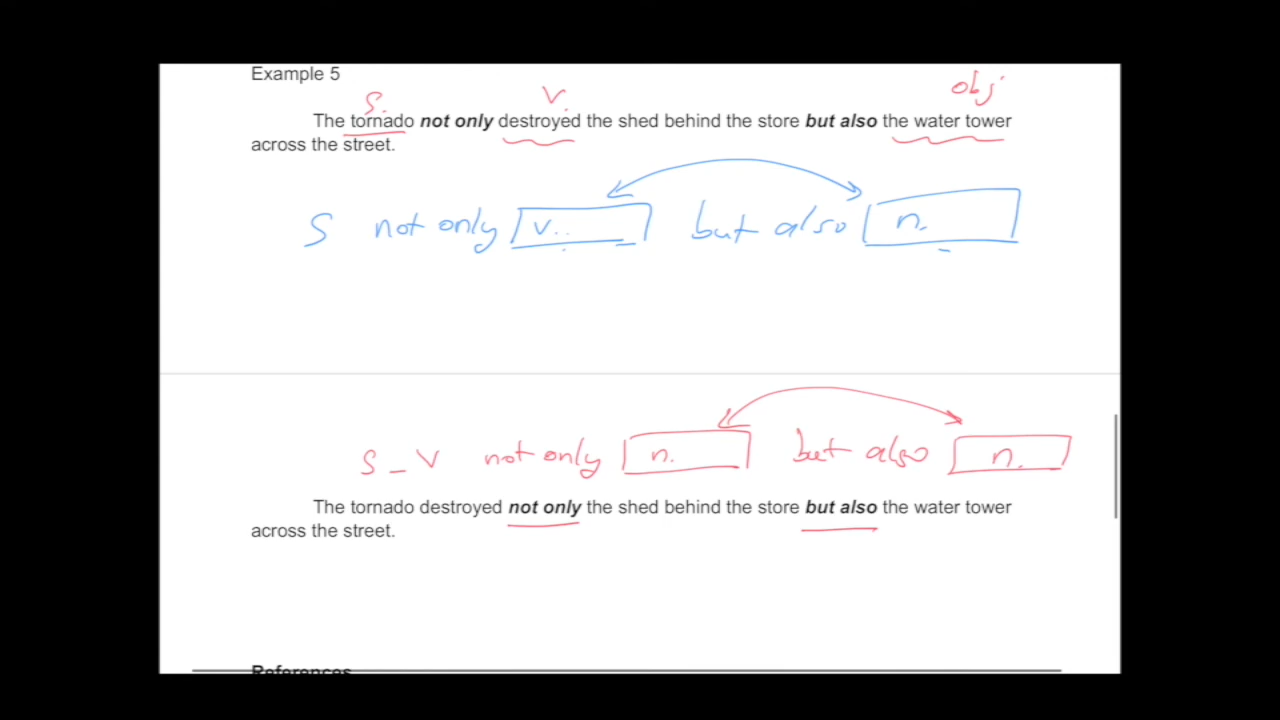 Example 5
S. V. obj
The tornado not only destroyed the shed behind the store but also the water tower
across the street.
S not only v.. but also n.
S - V not only n. but also n.
The tornado destroyed not only the shed behind the store but also the water tower
across the street.
References